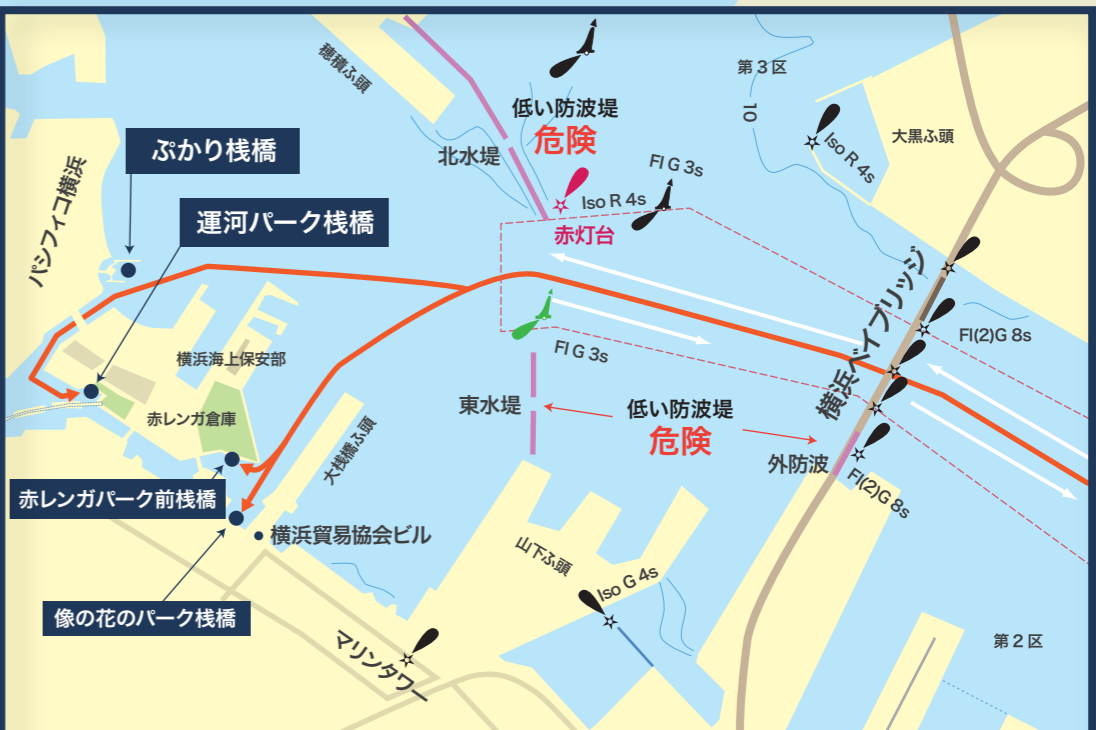 穂積ふ頭
第3区
10
低い防波堤
危険
大黒ふ頭
Iso R 4s
ぷかり桟橋
北水堤
Fl G 3s
Iso R 4s
パシフィコ横浜
運河パーク桟橋
赤灯台
横浜ベイブリッジ
Fl(2)G 8s
Fl G 3s
横浜海上保安部
赤レンガ倉庫
東水堤
低い防波堤
危険
大桟橋ふ頭
外防波
Fl(2)G 8s
赤レンガパーク前桟橋
横浜貿易協会ビル
山下ふ頭
Iso G 4s
像の花のパーク桟橋
マリンタワー
第2区